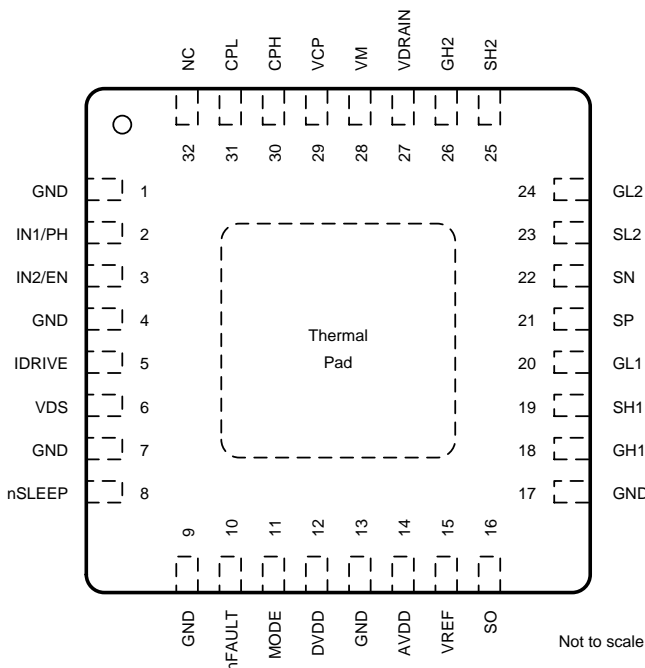 NC CPL CPH VCP VM VDRAIN GH2 SH2
32 31 30 29 28 27 26 25
GND 1 24 GL2
IN1/PH 2 23 SL2
IN2/EN 3 22 SN
GND 4 21 SP
IDRIVE 5 20 GL1
VDS 6 19 SH1
GND 7 18 GH1
nSLEEP 8 17 GND
Thermal
Pad
9 10 11 12 13 14 15 16
GND nFAULT MODE DVDD GND AVDD VREF SO
Not to scale